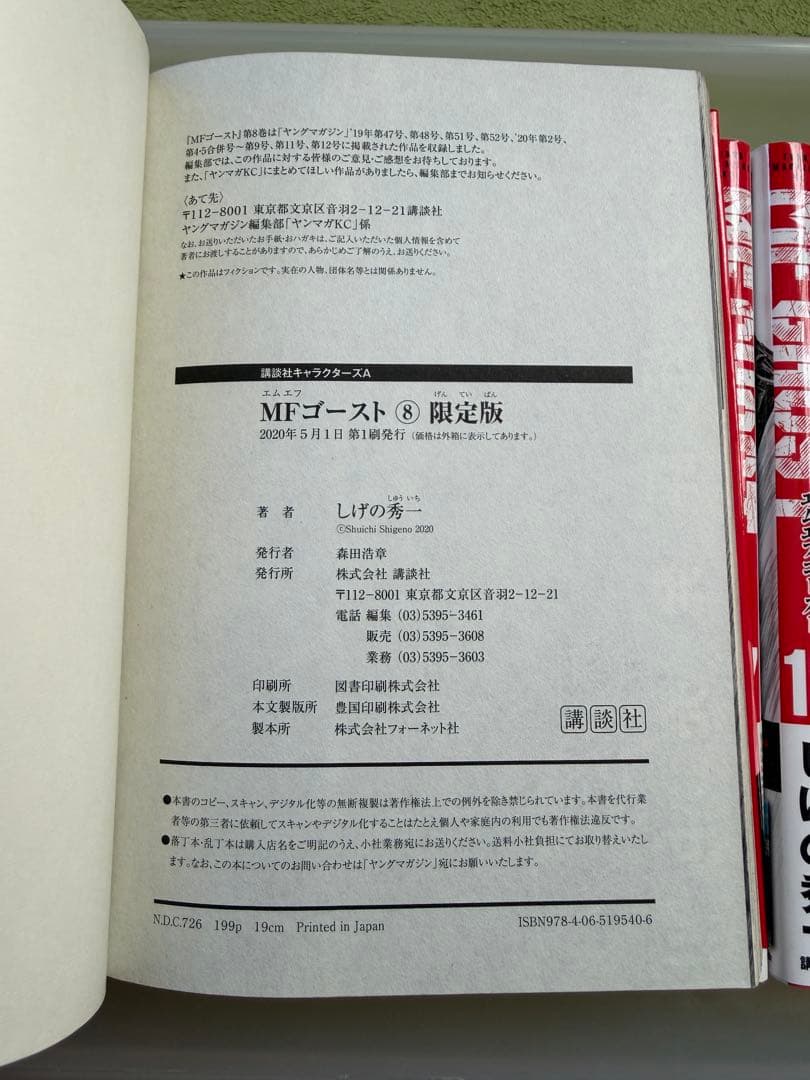 『MFゴースト』第8巻は「ヤングマガジン」'19年第47号、第48号、第51号、第52号、'20年第2号、
第4・5合併号〜第9号、第11号、第12号に掲載された作品を収録しました。
編集部では、この作品に対する皆様のご意見・ご感想をお待ちしております。
また、「ヤンマガKC」にまとめてほしい作品がありましたら、編集部までお知らせください。
〈あて先〉
〒112-8001 東京都文京区音羽2-12-21講談社
ヤングマガジン編集部「ヤンマガKC」係
なお、お送りいただいたお手紙・おハガキは、ご記入いただいた個人情報を含めて
著者にお渡しすることがありますので、あらかじめご了解のうえ、お送りください。
★この作品はフィクションです。実在の人物、団体名等とは関係ありません。
講談社キャラクターズA
エムエフ げんていばん
MFゴースト ⑧ 限定版
2020年5月1日 第1刷発行(価格は外箱に表示してあります。)
しゅういち
著者 しげの秀一
©Shuichi Shigeno 2020
発行者 森田浩章
発行所 株式会社 講談社
〒112-8001 東京都文京区音羽2-12-21
電話 編集 (03)5395-3461
販売 (03)5395-3608
業務 (03)5395-3603
印刷所 図書印刷株式会社
本文製版所 豊国印刷株式会社
製本所 株式会社フォーネット社
講談社
●本書のコピー、スキャン、デジタル化等の無断複製は著作権法上での例外を除き禁じられています。本書を代行業
者等の第三者に依頼してスキャンやデジタル化することはたとえ個人や家庭内の利用でも著作権法違反です。
●落丁本・乱丁本は購入店名をご明記のうえ、小社業務宛にお送りください。送料小社負担にてお取り替えいたし
ます。なお、この本についてのお問い合わせは「ヤングマガジン」宛にお願いいたします。
N.D.C.726 199p 19cm Printed in Japan
ISBN978-4-06-519540-6
MF GHOST
1